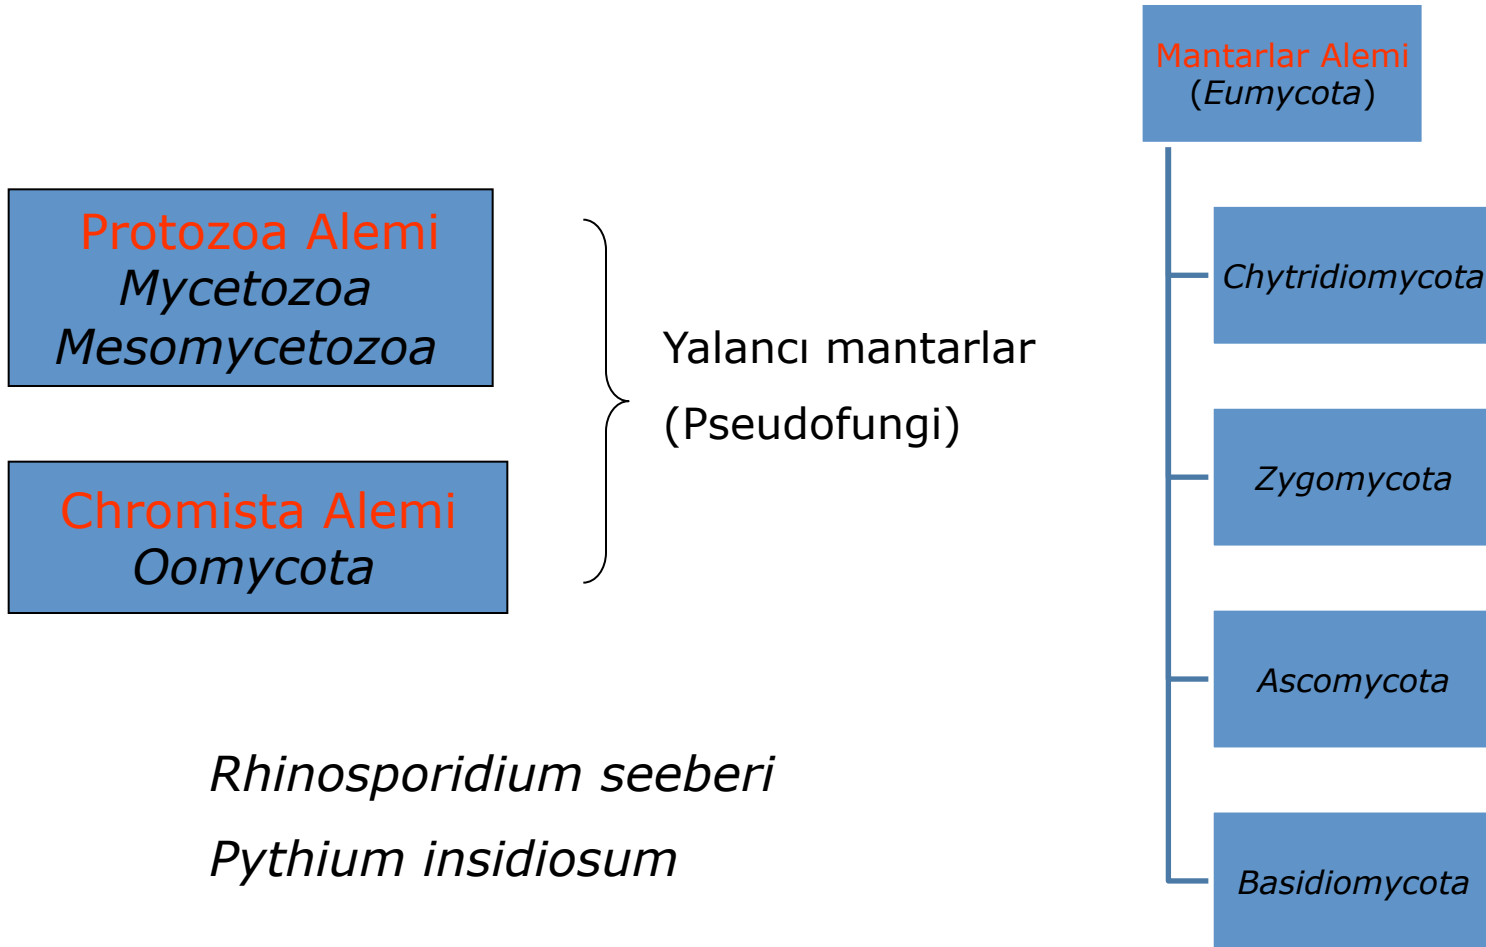 Protozoa Alemi
Mycetozoa
Mesomycetozoa
Chromista Alemi
Oomycota
Yalancı mantarlar
(Pseudofungi)
Rhinosporidium seeberi
Pythium insidiosum
Mantarlar Alemi
(Eumycota)
Chytridiomycota
Zygomycota
Ascomycota
Basidiomycota